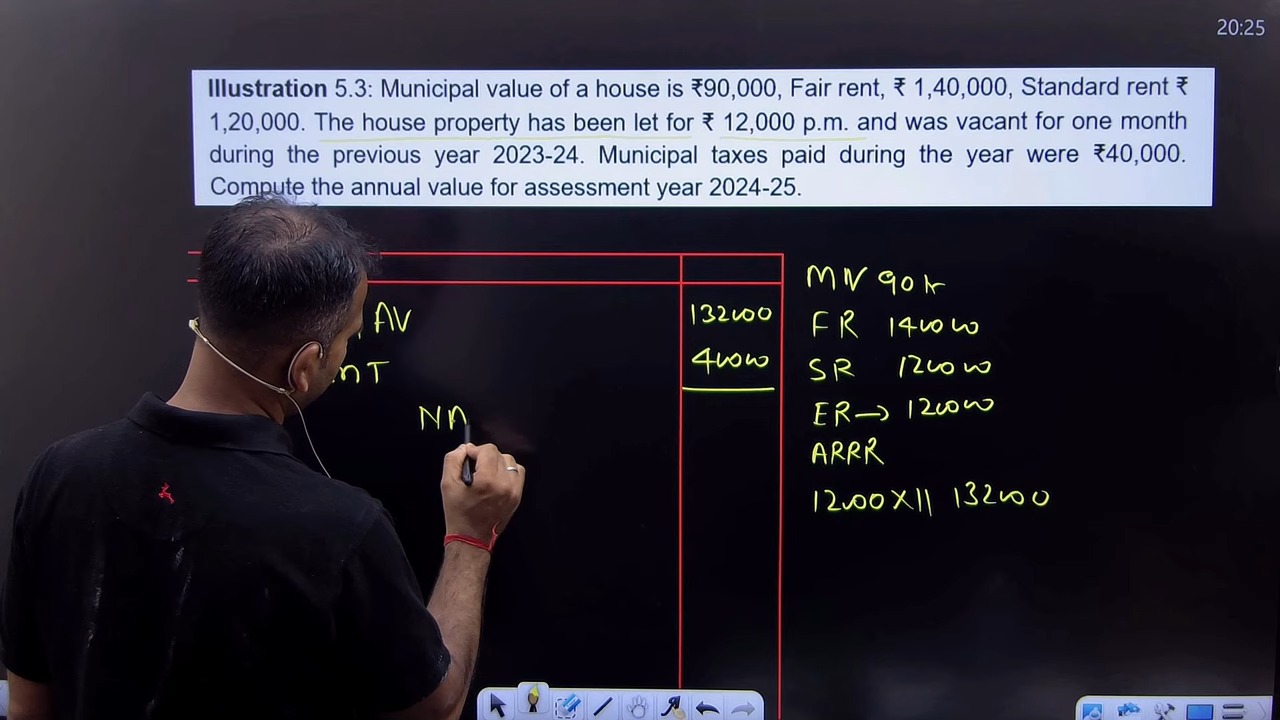 20:25
Illustration 5.3: Municipal value of a house is ₹90,000, Fair rent, ₹ 1,40,000, Standard rent ₹
1,20,000. The house property has been let for ₹ 12,000 p.m. and was vacant for one month
during the previous year 2023-24. Municipal taxes paid during the year were ₹40,000.
Compute the annual value for assessment year 2024-25.
AV 132000
MT 40000
NA
MV 90k
FR 140000
SR 120000
ER → 120000
ARRR
12000 X 11 132000